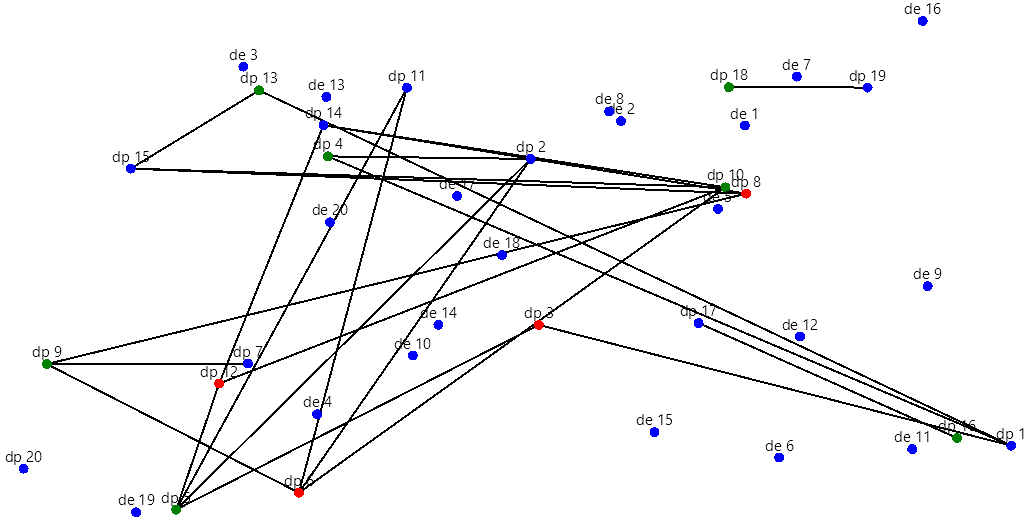 de 16
de 3
de 7
dp 13
dp 11
dp 18
dp 19
de 13
de 8
de 2
dp 14
de 1
dp 4
dp 2
dp 15
dp 10
dp 8
de 17
de 5
de 20
de 18
de 9
de 14
dp 3
dp 17
de 12
de 10
dp 9
dp 7
dp 12
de 4
de 15
dp 16
dp 1
de 11
de 6
dp 20
de 19